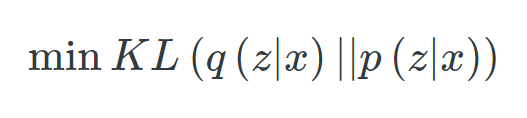 min KL (q (z|x) ||p (z|x))